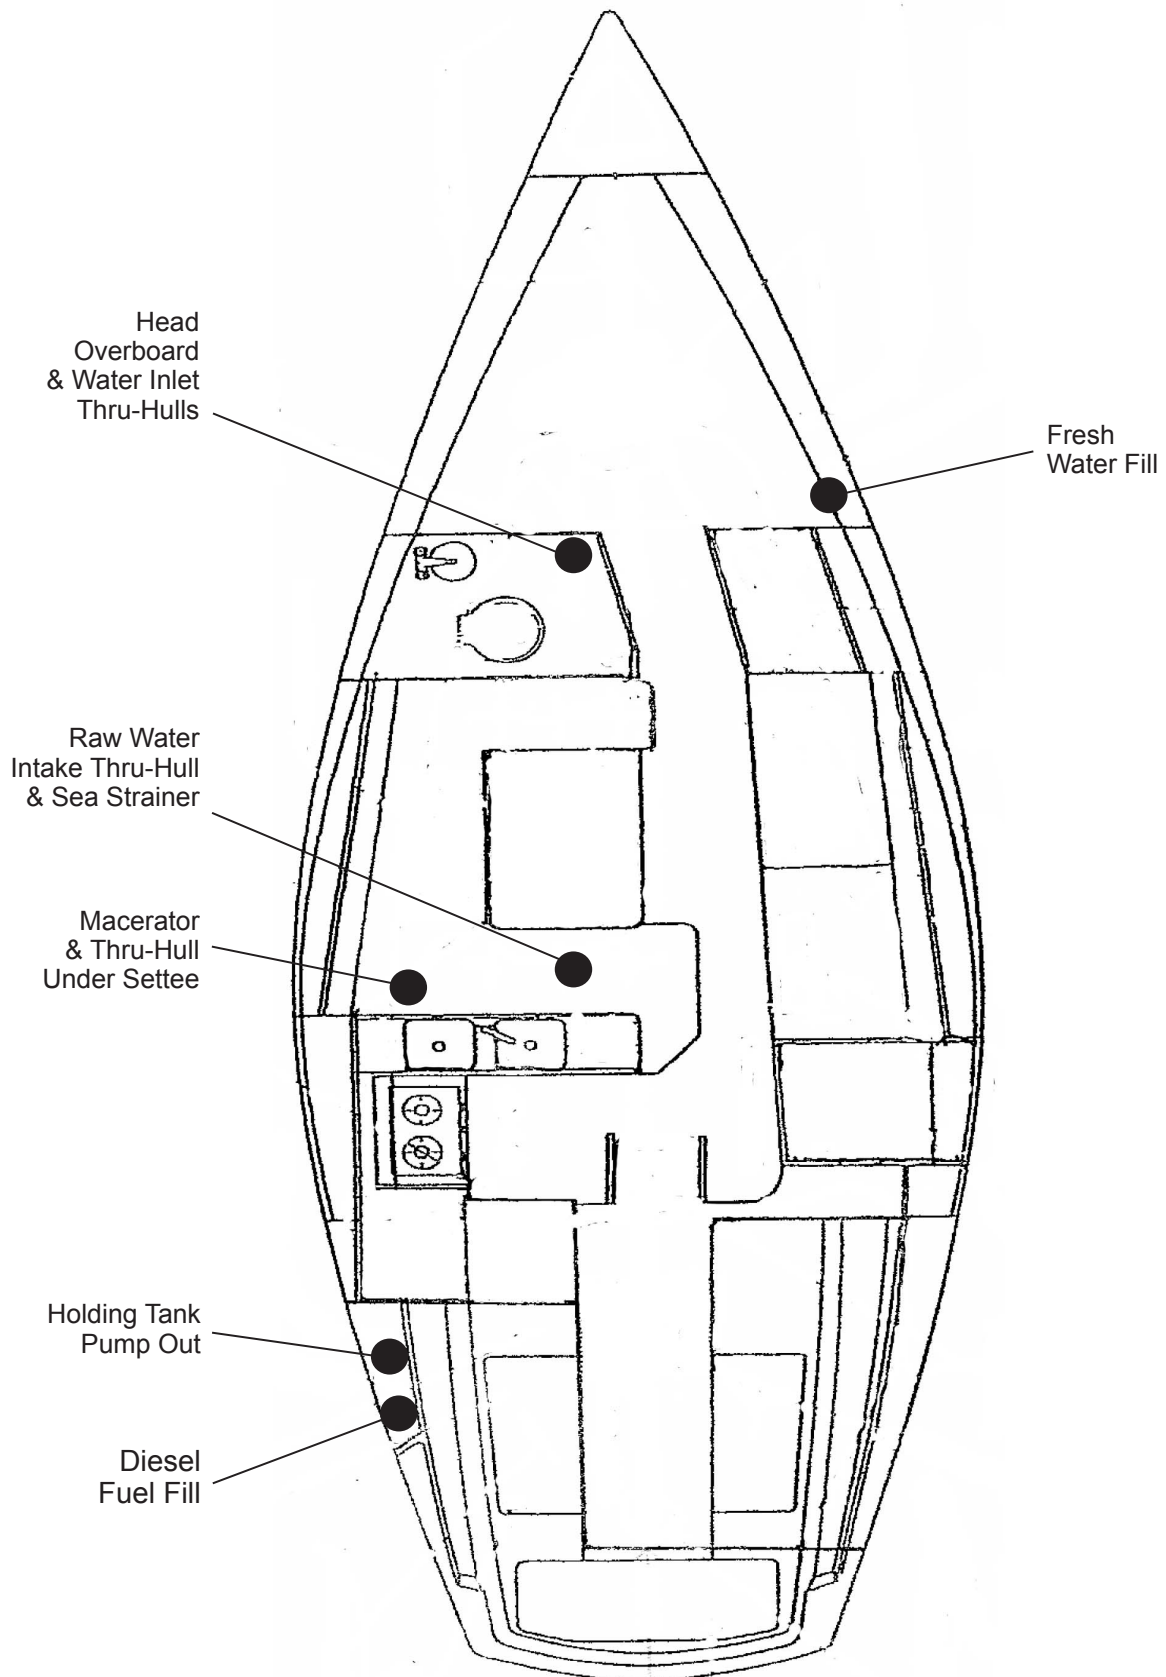 Head
Overboard
& Water Inlet
Thru-Hulls
Fresh
Water Fill
Raw Water
Intake Thru-Hull
& Sea Strainer
Macerator
& Thru-Hull
Under Settee
Holding Tank
Pump Out
Diesel
Fuel Fill